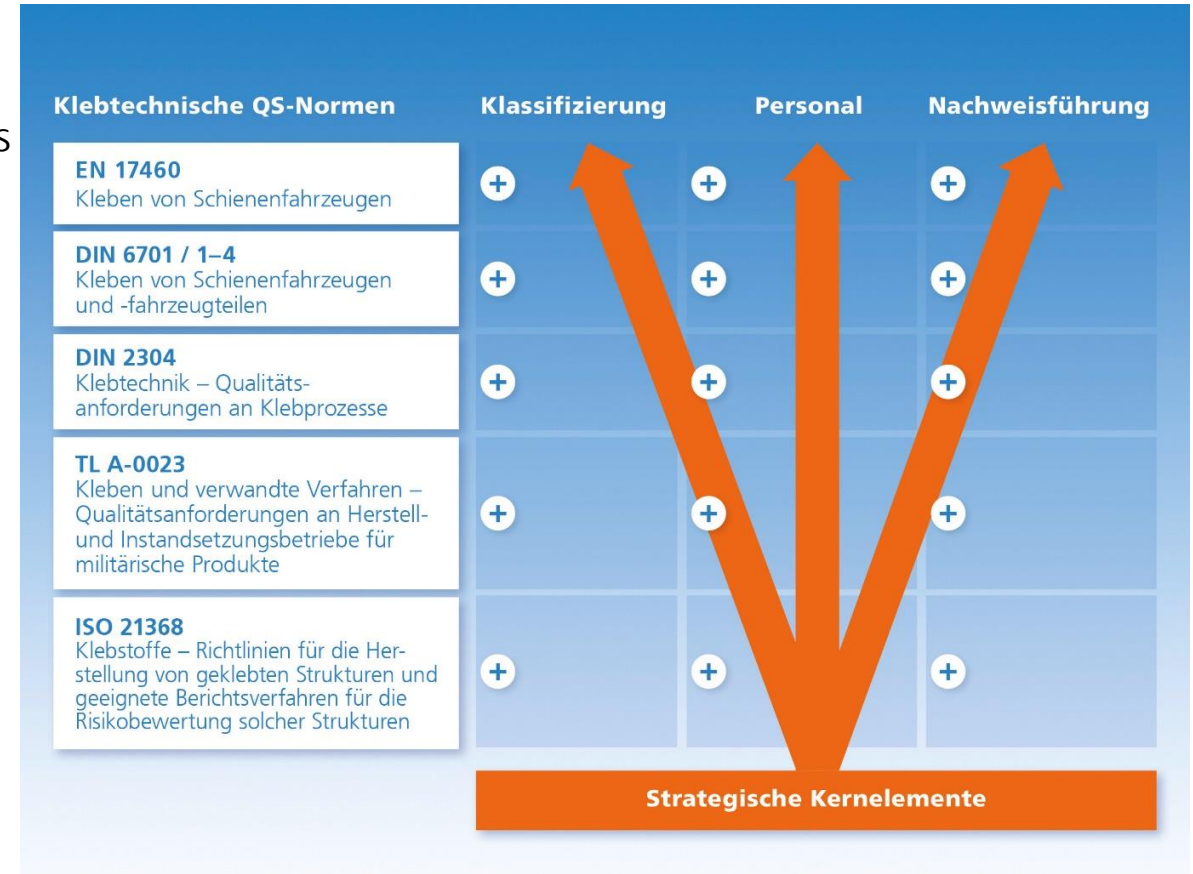 Klebtechnische QS-Normen Klassifizierung Personal Nachweisführung
S
EN 17460
Kleben von Schienenfahrzeugen
+ + +
DIN 6701 / 1–4
Kleben von Schienenfahrzeugen
und -fahrzeugteilen
+ + +
DIN 2304
Klebtechnik – Qualitäts-
anforderungen an Klebprozesse
+ + +
TL A-0023
Kleben und verwandte Verfahren –
Qualitätsanforderungen an Herstell-
und Instandsetzungsbetriebe für
militärische Produkte
+ + +
ISO 21368
Klebstoffe – Richtlinien für die Her-
stellung von geklebten Strukturen und
geeignete Berichtsverfahren für die
Risikobewertung solcher Strukturen
+ + +
Strategische Kernelemente